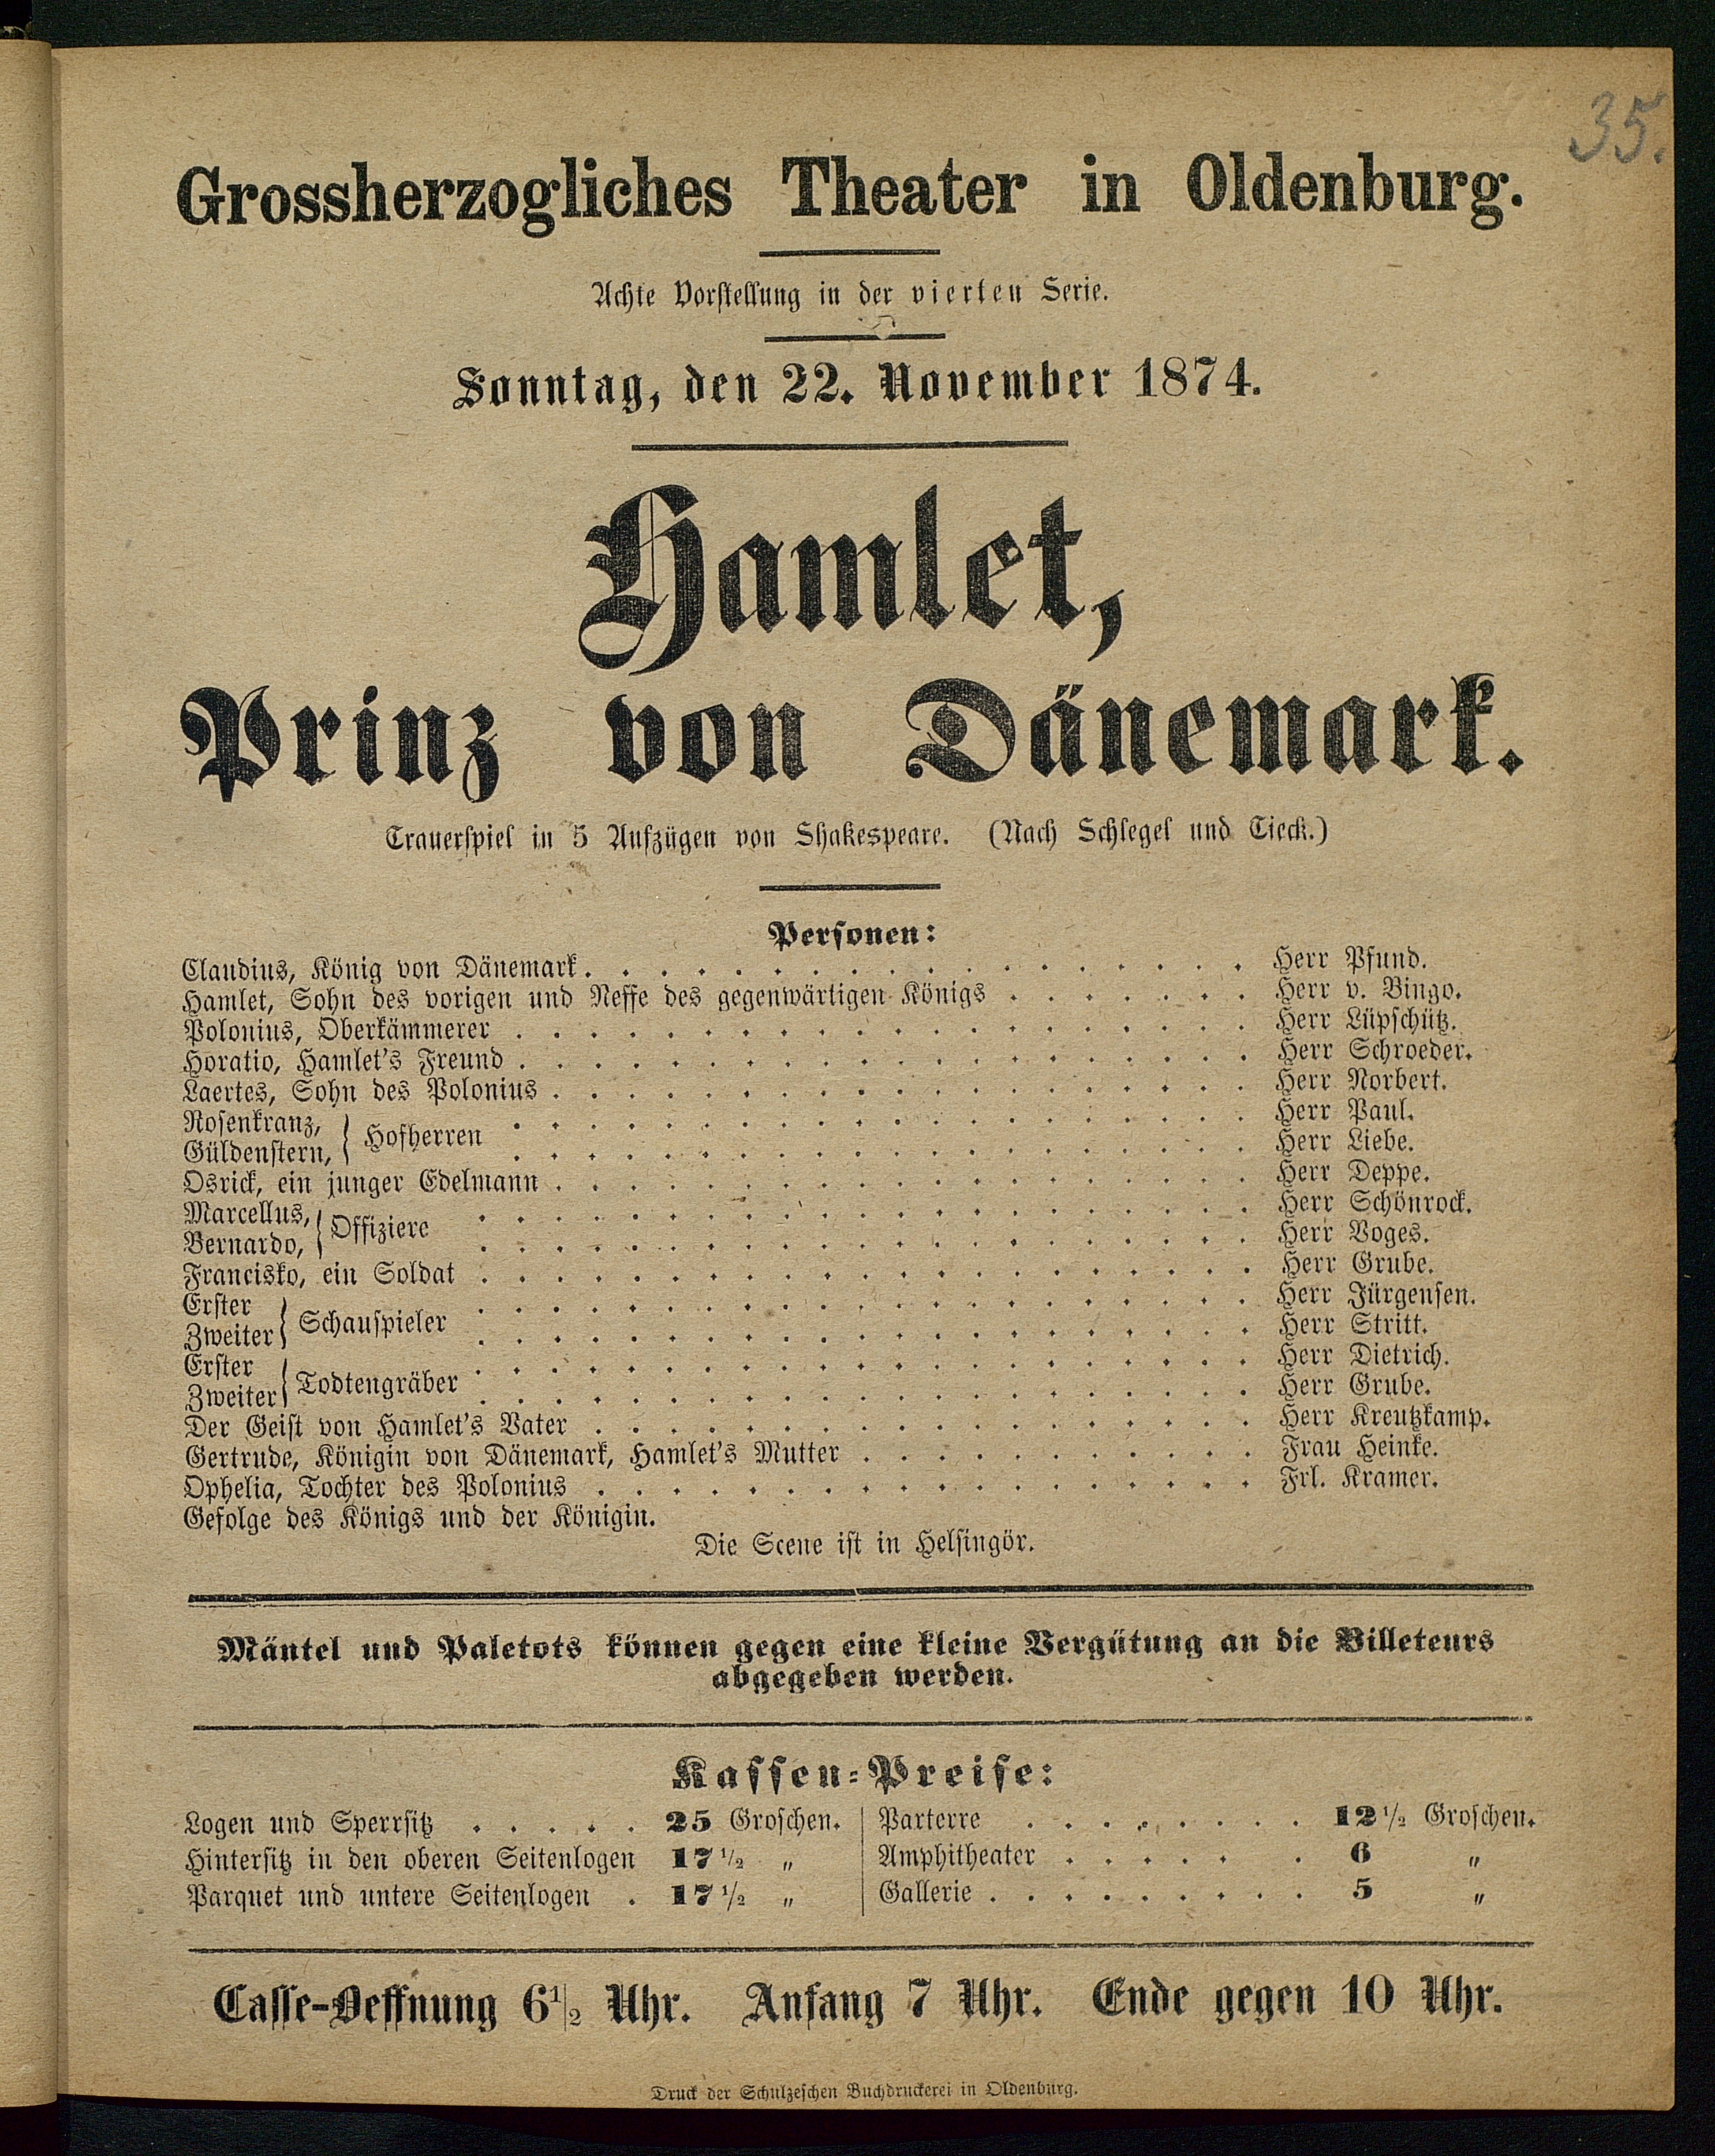 35.
Grossherzogliches Theater in Oldenburg.
Achte Vorstellung in der vierten Serie.
Sonntag, den 22. November 1874.
Hamlet,
Prinz von Dänemark.
Trauerspiel in 5 Aufzügen von Shakespeare. (Nach Schlegel und Tieck.)
Personen:
Claudius, König von Dänemark. . . . . . . . . . . . . . . . . . . Herr Pfund.
Hamlet, Sohn des vorigen und Neffe des gegenwärtigen Königs . . . . . . . Herr v. Bingo.
Polonius, Oberkämmerer . . . . . . . . . . . . . . . . . . . . Herr Lüpschütz.
Horatio, Hamlet's Freund . . . . . . . . . . . . . . . . . . . . Herr Schroeder.
Laertes, Sohn des Polonius . . . . . . . . . . . . . . . . . . . Herr Norbert.
Rosenkranz, } Hofherren . . . . . . . . . . . . . . . . . . . . Herr Paul.
Güldenstern, . . . . . . . . . . . . . . . . . . . . Herr Liebe.
Osrick, ein junger Edelmann . . . . . . . . . . . . . . . . . . . Herr Deppe.
Marcellus, } Offiziere . . . . . . . . . . . . . . . . . . . . . Herr Schönrock.
Bernardo, . . . . . . . . . . . . . . . . . . . . . Herr Voges.
Francisko, ein Soldat . . . . . . . . . . . . . . . . . . . . . Herr Grube.
Erster } Schauspieler . . . . . . . . . . . . . . . . . . . . . Herr Jürgensen.
Zweiter . . . . . . . . . . . . . . . . . . . . . Herr Stritt.
Erster } Todtengräber . . . . . . . . . . . . . . . . . . . . . Herr Dietrich.
Zweiter . . . . . . . . . . . . . . . . . . . . . Herr Grube.
Der Geist von Hamlet's Vater . . . . . . . . . . . . . . . . . . Herr Kreutzkamp.
Gertrude, Königin von Dänemark, Hamlet's Mutter . . . . . . . . . . . Frau Heinke.
Ophelia, Tochter des Polonius . . . . . . . . . . . . . . . . . . Frl. Kramer.
Gefolge des Königs und der Königin.
Die Scene ist in Helsingör.
Mäntel und Paletots können gegen eine kleine Vergütung an die Billeteurs
abgegeben werden.
Kassen-Preise:
Logen und Sperrsitz . . . . . 25 Groschen.
Hintersitz in den oberen Seitenlogen 17 1/2 "
Parquet und untere Seitenlogen . 17 1/2 "
Parterre . . . . . . . . 12 1/2 Groschen.
Amphitheater . . . . . . 6 "
Gallerie . . . . . . . . . 5 "
Casse-Oeffnung 6 1/2 Uhr. Anfang 7 Uhr. Ende gegen 10 Uhr.
Druck der Schulzeschen Buchdruckerei in Oldenburg.